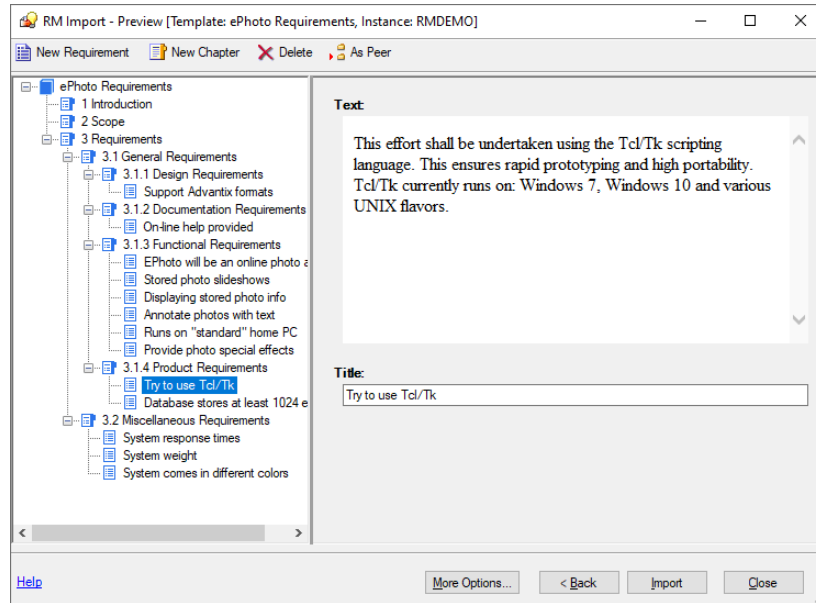 RM Import - Preview [Template: ePhoto Requirements, Instance: RMDEMO]
New Requirement New Chapter Delete As Peer
ePhoto Requirements
1 Introduction
2 Scope
3 Requirements
3.1 General Requirements
3.1.1 Design Requirements
Support Advantix formats
3.1.2 Documentation Requirements
On-line help provided
3.1.3 Functional Requirements
EPhoto will be an online photo a
Stored photo slideshows
Displaying stored photo info
Annotate photos with text
Runs on "standard" home PC
Provide photo special effects
3.1.4 Product Requirements
Try to use Tcl/Tk
Database stores at least 1024 e
3.2 Miscellaneous Requirements
System response times
System weight
System comes in different colors
Text:
This effort shall be undertaken using the Tcl/Tk scripting
language. This ensures rapid prototyping and high portability.
Tcl/Tk currently runs on: Windows 7, Windows 10 and various
UNIX flavors.
Title:
Try to use Tcl/Tk
Help
More Options... < Back Import Close